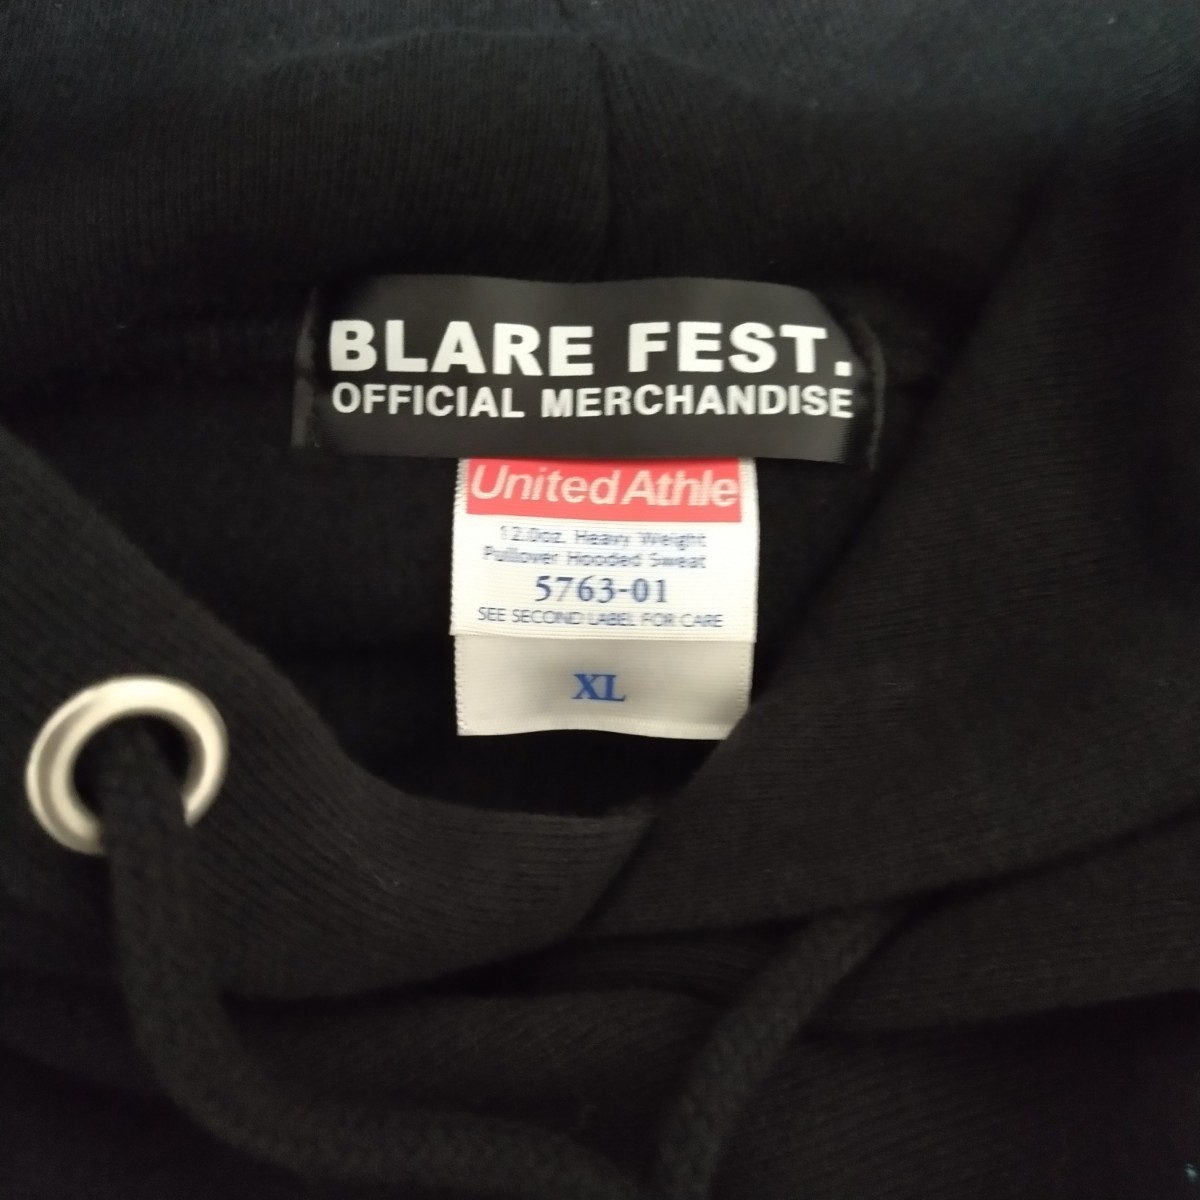 BLARE FEST.
OFFICIAL MERCHANDISE
United Athle
12.0oz. Heavy Weight
Pullover Hooded Sweat
5763-01
SEE SECOND LABEL FOR CARE
XL